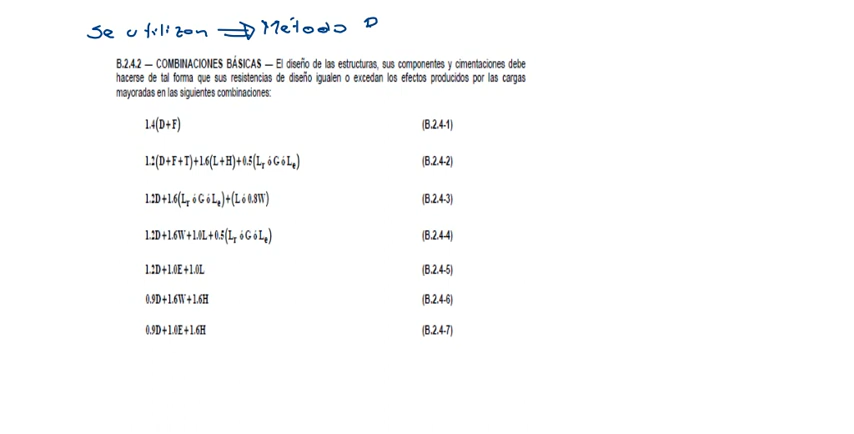 Se utilizan ⇒ Método D
B.2.4.2 — COMBINACIONES BÁSICAS — El diseño de las estructuras, sus componentes y cimentaciones debe
hacerse de tal forma que sus resistencias de diseño igualen o excedan los efectos producidos por las cargas
mayoradas en las siguientes combinaciones:
1.4(D+F) (B.2.4-1)
1.2(D+F+T)+1.6(L+H)+0.5(Lr ó G ó Le) (B.2.4-2)
1.2D+1.6(Lr ó G ó Le)+(L ó 0.8W) (B.2.4-3)
1.2D+1.6W+1.0L+0.5(Lr ó G ó Le) (B.2.4-4)
1.2D+1.0E+1.0L (B.2.4-5)
0.9D+1.6W+1.6H (B.2.4-6)
0.9D+1.0E+1.6H (B.2.4-7)